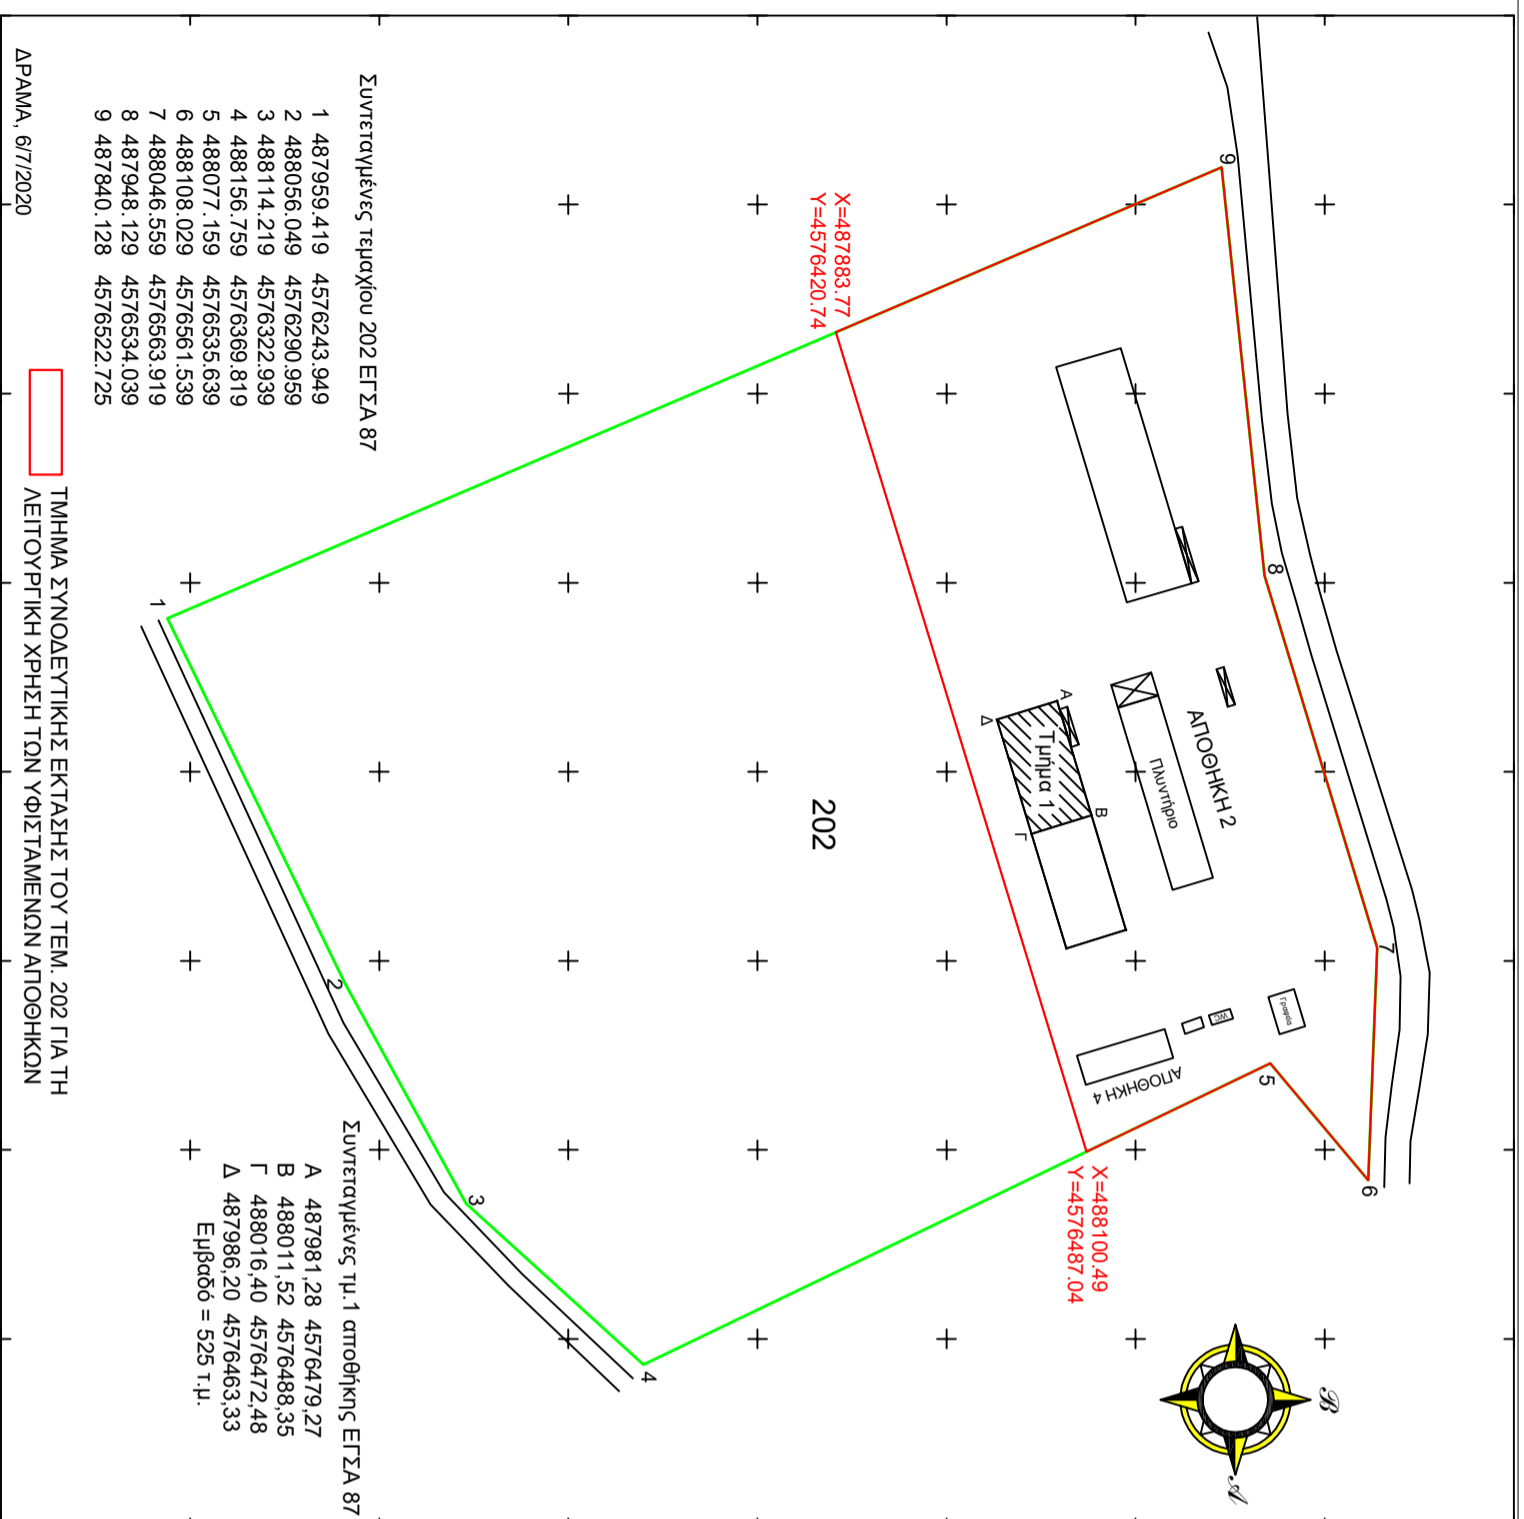 9
8
7
6
5
X=487883.77
Y=4576420.74
X=488100.49
Y=4576487.04
ΑΠΟΘΗΚΗ 2
Πλυντήριο
Τμήμα 1
Α
Β
Γ
Δ
Γραφεία
WC
ΑΠΟΘΗΚΗ 4
202
1
2
3
4
Β
Α
Συντεταγμένες τεμαχίου 202 ΕΓΣΑ 87
1 487959.419 4576243.949
2 488056.049 4576290.959
3 488114.219 4576322.939
4 488156.759 4576369.819
5 488077.159 4576535.639
6 488108.029 4576561.539
7 488046.559 4576563.919
8 487948.129 4576534.039
9 487840.128 4576522.725
Συντεταγμένες τμ.1 αποθήκης ΕΓΣΑ 87
Α 487981,28 4576479,27
Β 488011,52 4576488,35
Γ 488016,40 4576472,48
Δ 487986,20 4576463,33
Εμβαδό = 525 τ.μ.
ΤΜΗΜΑ ΣΥΝΟΔΕΥΤΙΚΗΣ ΕΚΤΑΣΗΣ ΤΟΥ ΤΕΜ. 202 ΓΙΑ ΤΗ
ΛΕΙΤΟΥΡΓΙΚΗ ΧΡΗΣΗ ΤΩΝ ΥΦΙΣΤΑΜΕΝΩΝ ΑΠΟΘΗΚΩΝ
ΔΡΑΜΑ, 6/7/2020